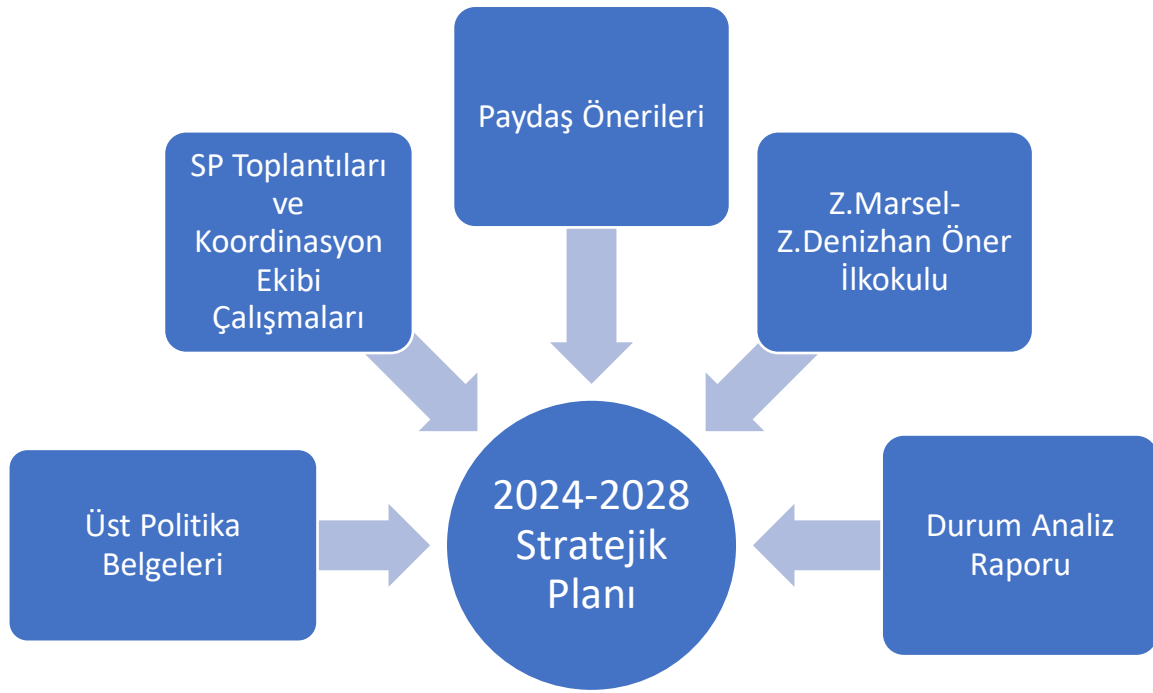 Paydaş Önerileri
SP Toplantıları
ve
Koordinasyon
Ekibi
Çalışmaları
Z.Marsel-
Z.Denizhan Öner
İlkokulu
Üst Politika
Belgeleri
2024-2028
Stratejik
Planı
Durum Analiz
Raporu